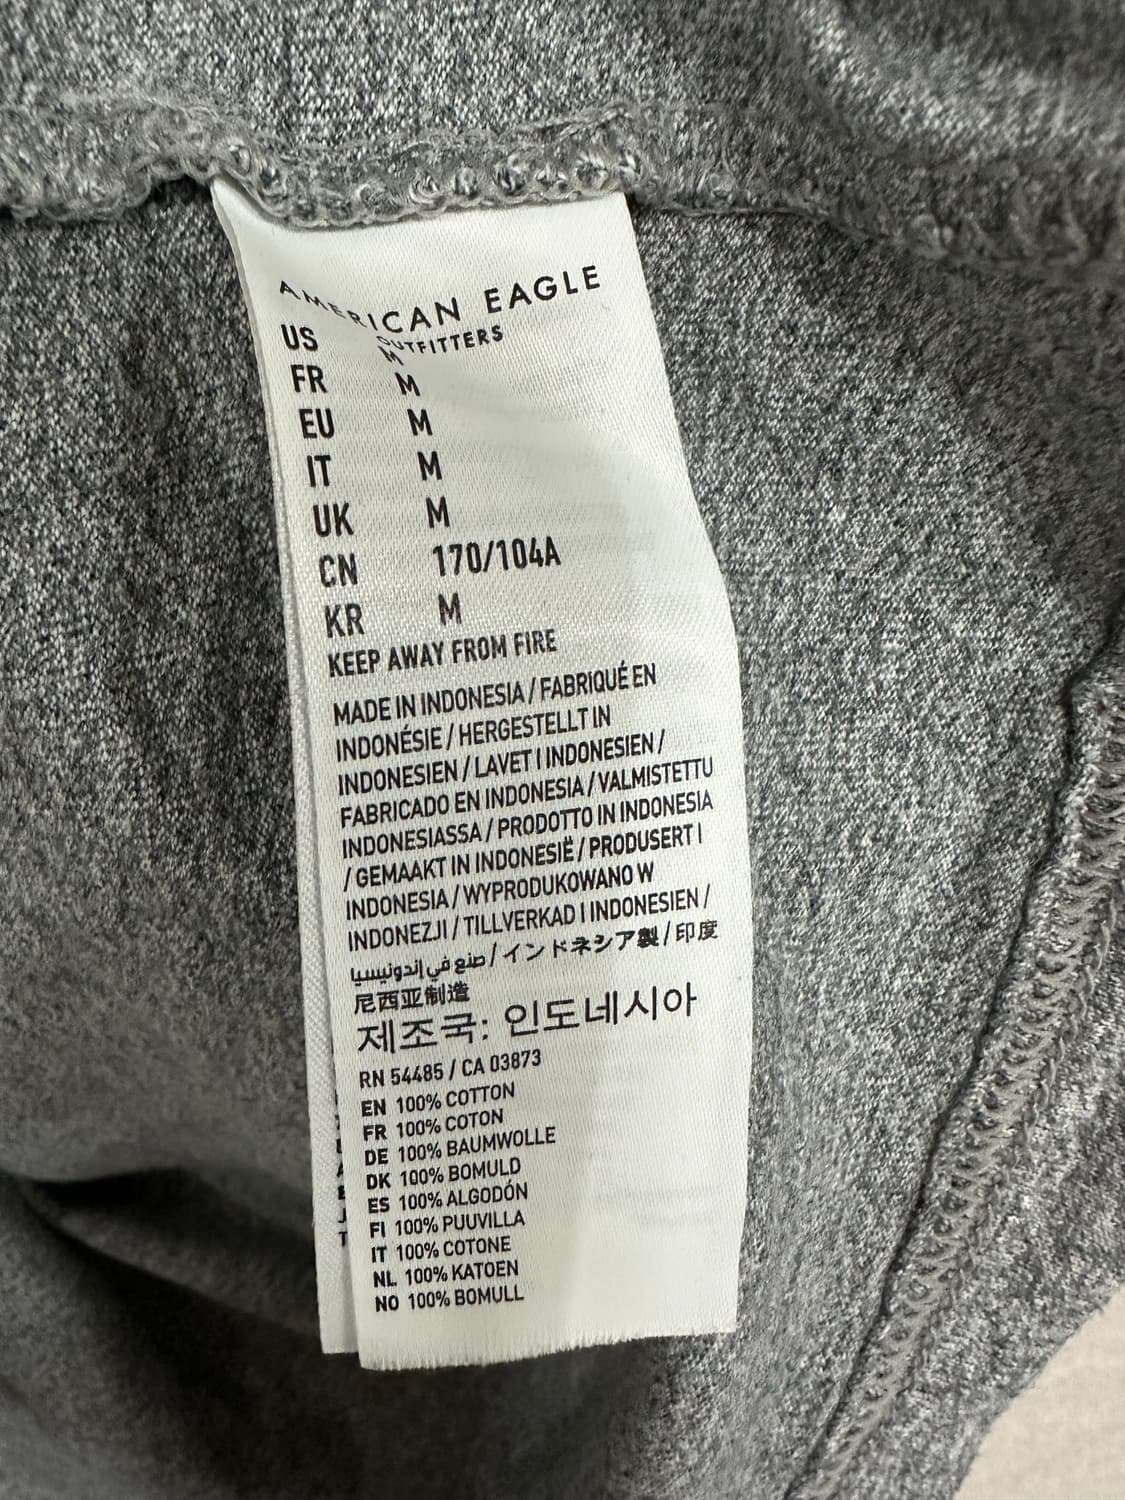 AMERICAN EAGLE
OUTFITTERS
US M
FR M
EU M
IT M
UK M
CN 170/104A
KR M
KEEP AWAY FROM FIRE
MADE IN INDONESIA / FABRIQUÉ EN
INDONÉSIE / HERGESTELLT IN
INDONESIEN / LAVET I INDONESIEN /
FABRICADO EN INDONESIA / VALMISTETTU
INDONESIASSA / PRODOTTO IN INDONESIA
/ GEMAAKT IN INDONESIË / PRODUSERT I
INDONESIA / WYPRODUKOWANO W
INDONEZJI / TILLVERKAD I INDONESIEN /
صنع في إندونيسيا / インドネシア製 / 印度
尼西亚制造
제조국: 인도네시아
RN 54485 / CA 03873
EN 100% COTTON
FR 100% COTON
DE 100% BAUMWOLLE
DK 100% BOMULD
ES 100% ALGODÓN
FI 100% PUUVILLA
IT 100% COTONE
NL 100% KATOEN
NO 100% BOMULL